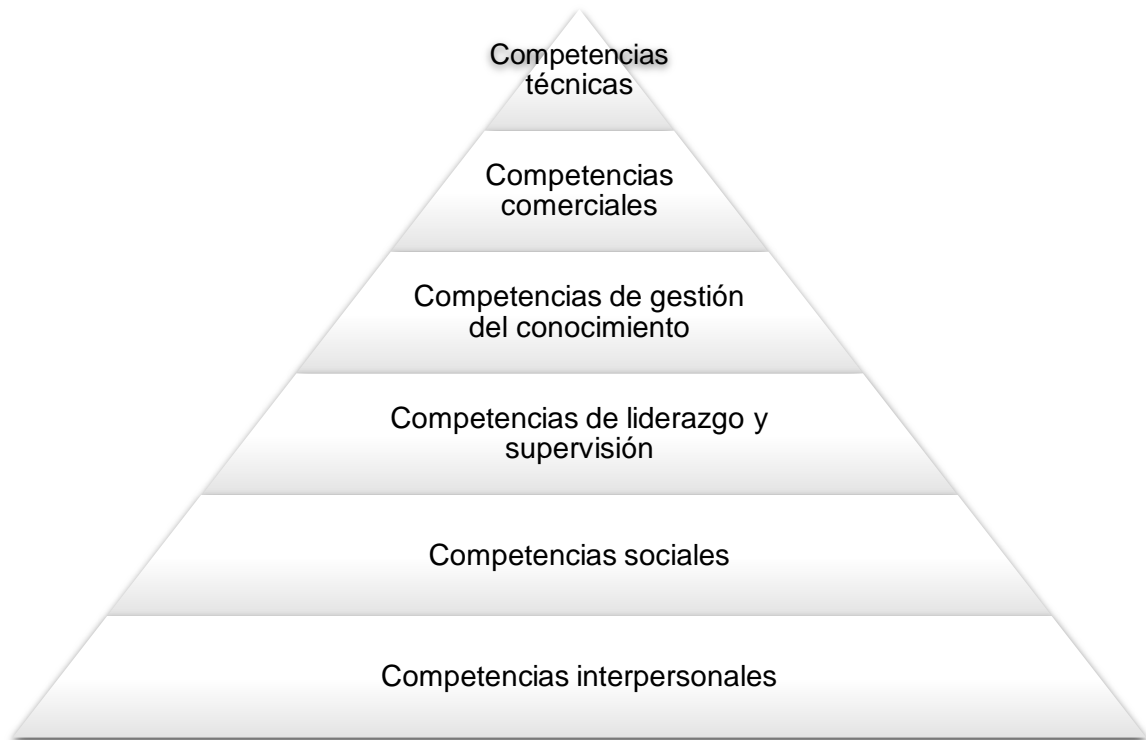 Competencias
técnicas
Competencias
comerciales
Competencias de gestión
del conocimiento
Competencias de liderazgo y
supervisión
Competencias sociales
Competencias interpersonales